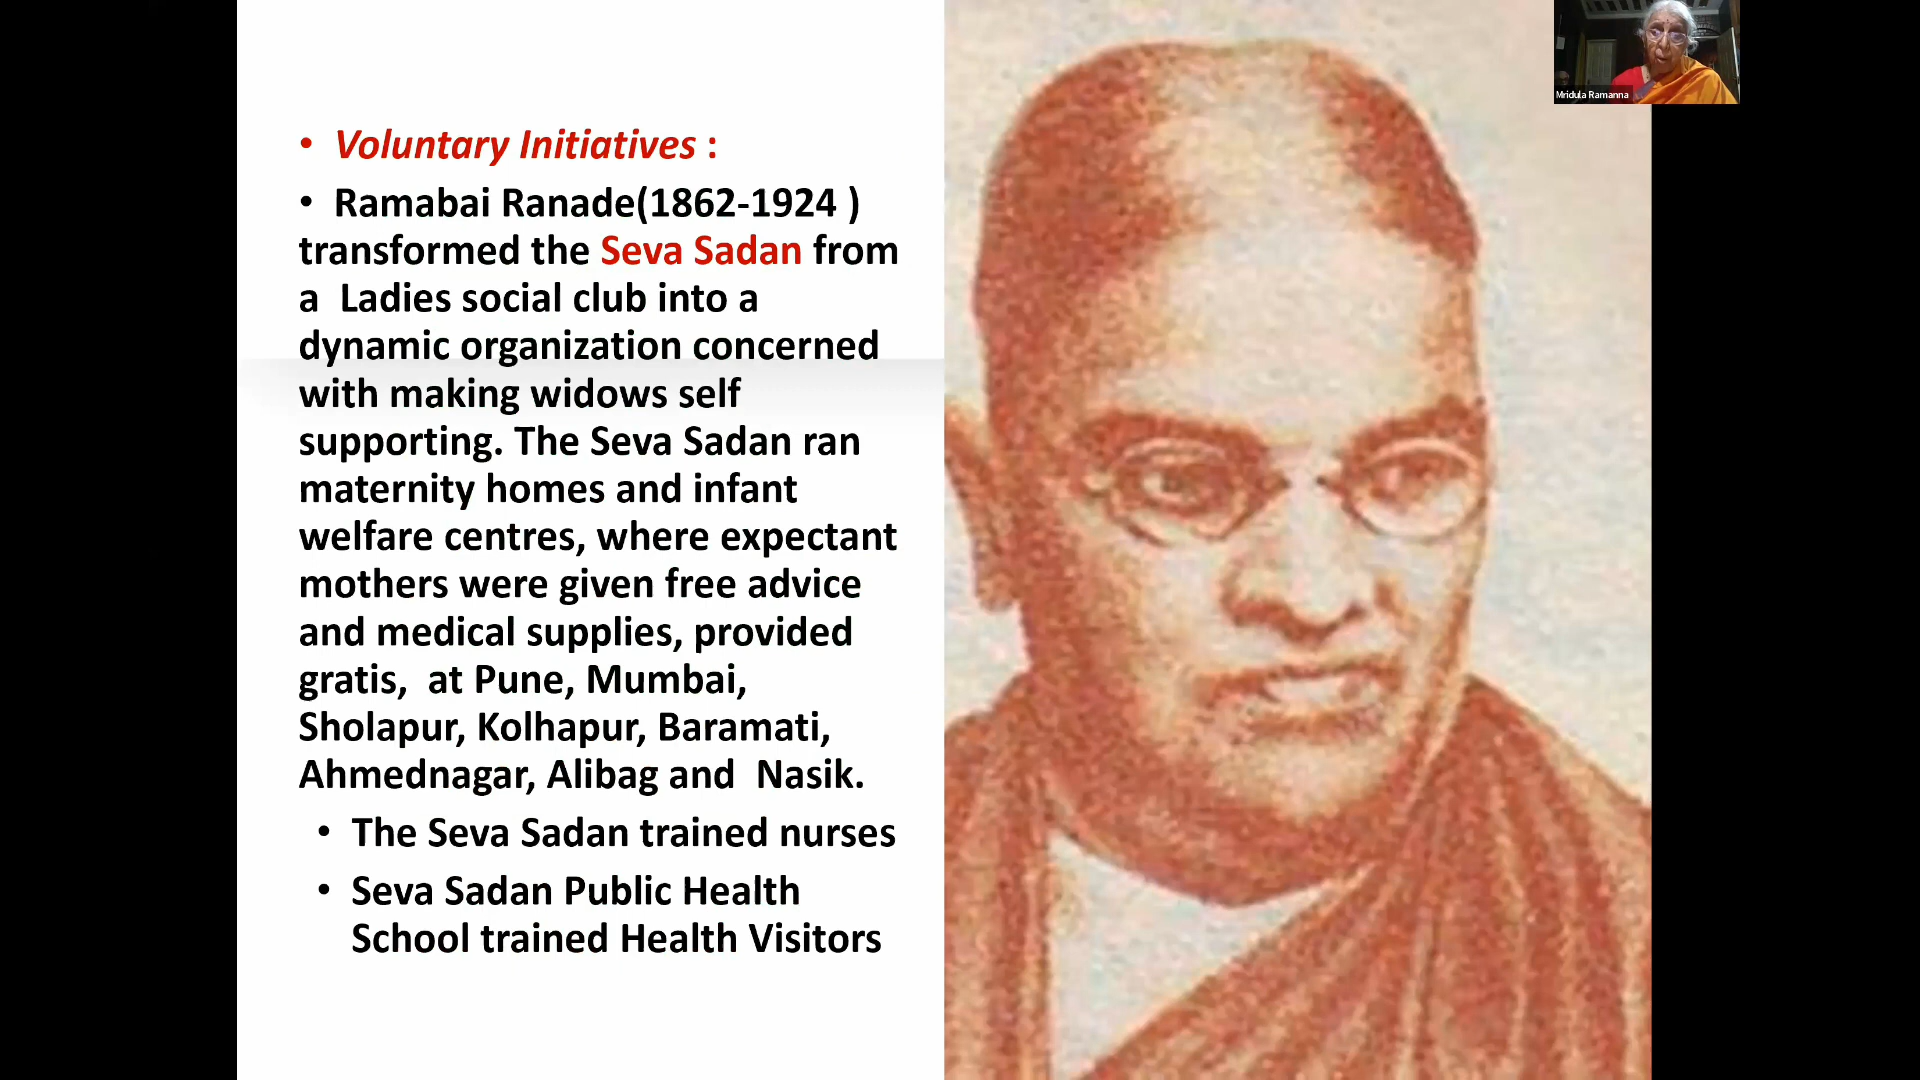 • Voluntary Initiatives :
• Ramabai Ranade(1862-1924 )
transformed the Seva Sadan from
a Ladies social club into a
dynamic organization concerned
with making widows self
supporting. The Seva Sadan ran
maternity homes and infant
welfare centres, where expectant
mothers were given free advice
and medical supplies, provided
gratis, at Pune, Mumbai,
Sholapur, Kolhapur, Baramati,
Ahmednagar, Alibag and Nasik.
• The Seva Sadan trained nurses
• Seva Sadan Public Health
School trained Health Visitors
Mridula Ramanna